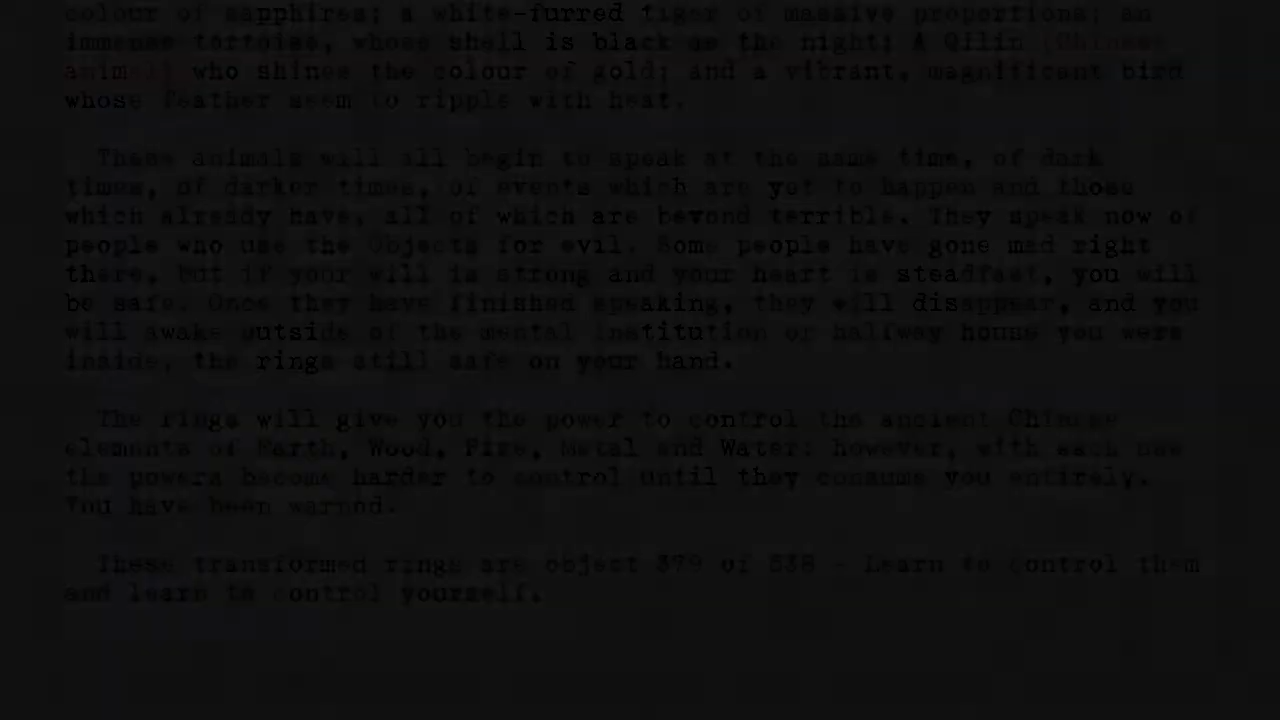 colour of sapphires; a white-furred tiger of massive proportions; an
immense tortoise, whose shell is black as the night; A Qilin (Chinese
animal) who shines the colour of gold; and a vibrant, magnificent bird
whose feather seem to ripple with heat.
These animals will all begin to speak at the same time, of dark
times, of darker times, of events which are yet to happen and those
which already have, all of which are beyond terrible. They speak now of
people who use the Objects for evil. Some people have gone mad right
there, but if your will is strong and your heart is steadfast, you will
be safe. Once they have finished speaking, they will disappear, and you
will awake outside of the mental institution or halfway house you were
inside, the rings still safe on your hand.
The rings will give you the power to control the ancient Chinese
elements of Earth, Wood, Fire, Metal and Water; however, with each use
the powers become harder to control until they consume you entirely.
You have been warned.
These transformed rings are object 379 of 538 - Learn to control them
and learn to control yourself.